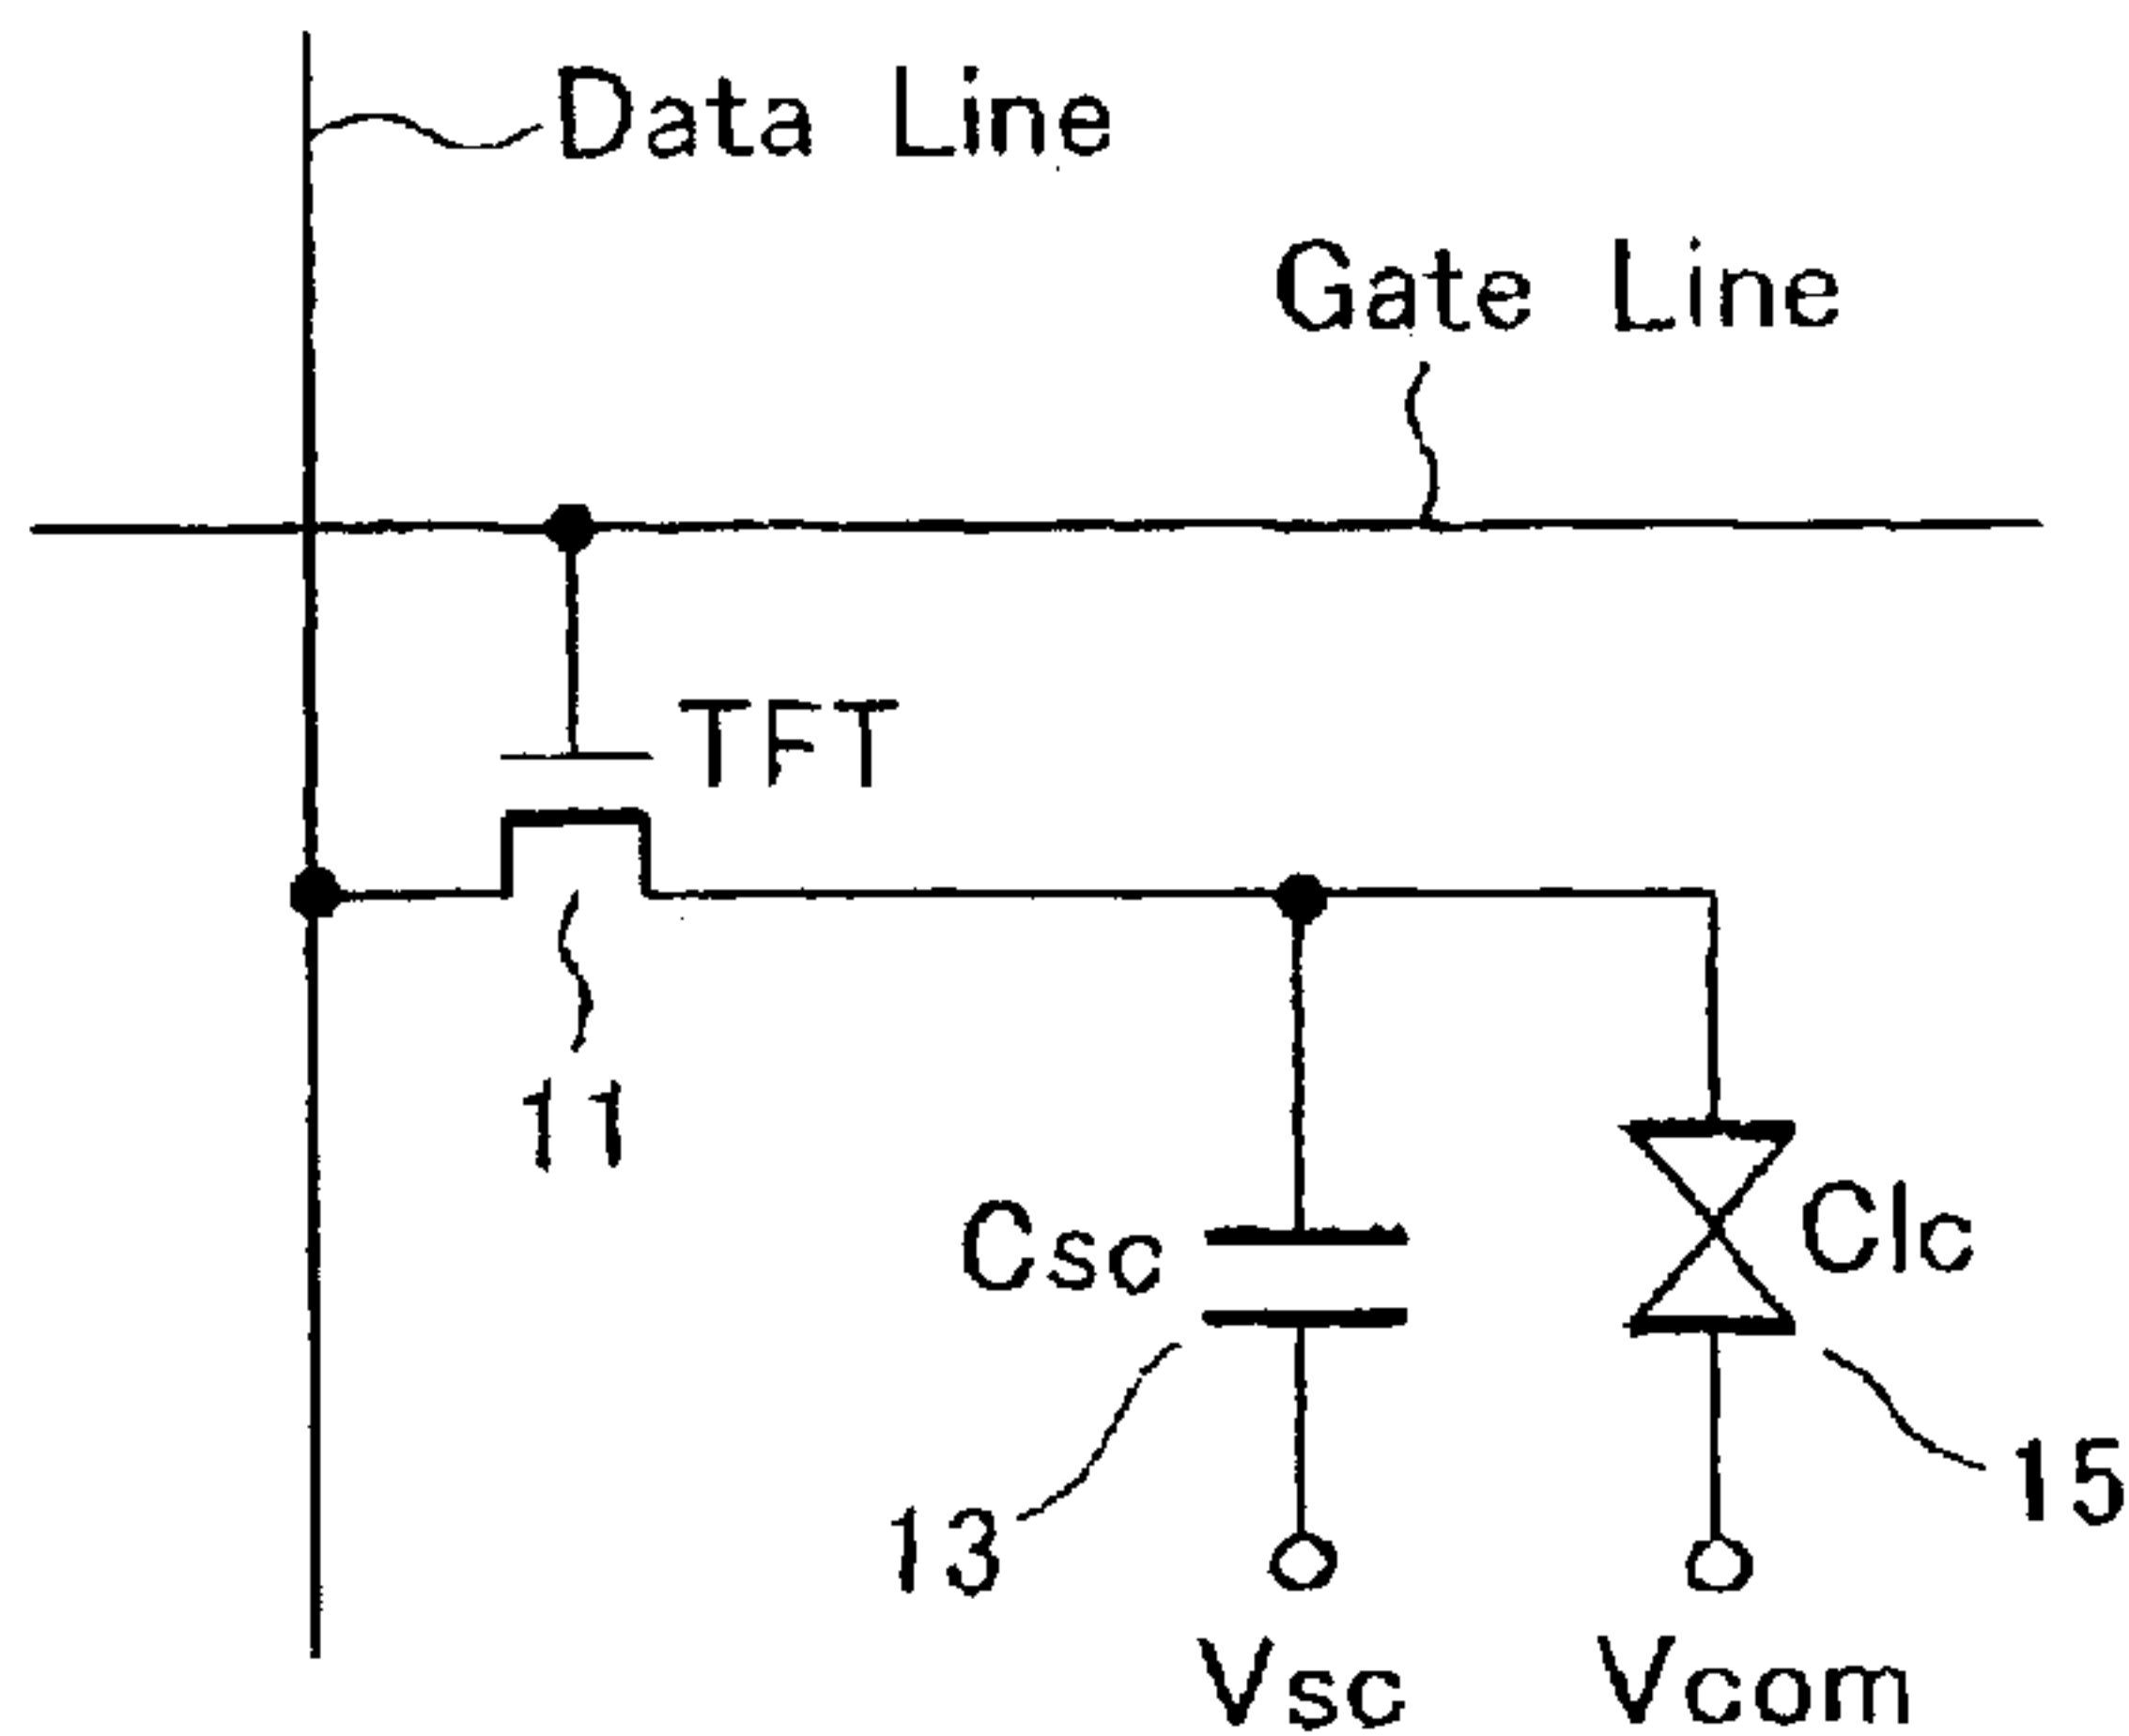 Data Line
Gate Line
TFT
11
Csc
Clc
13
15
Vsc
Vcom